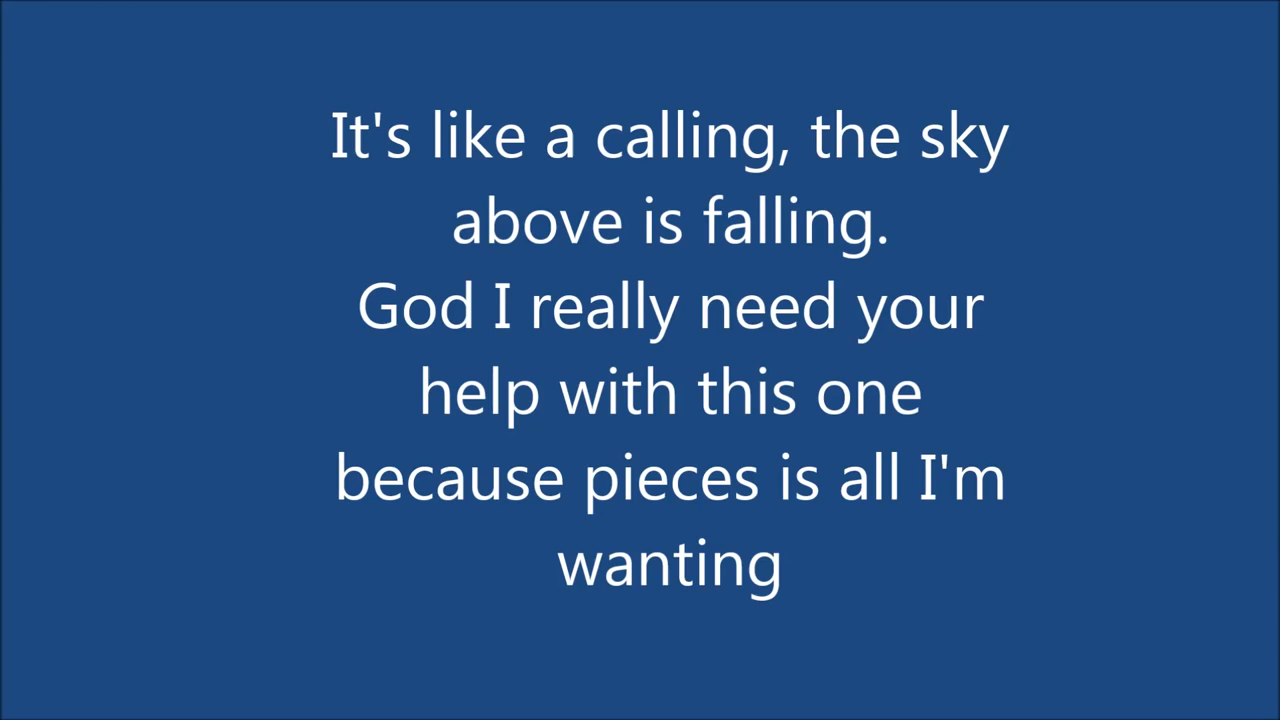 It's like a calling, the sky
above is falling.
God I really need your
help with this one
because pieces is all I'm
wanting